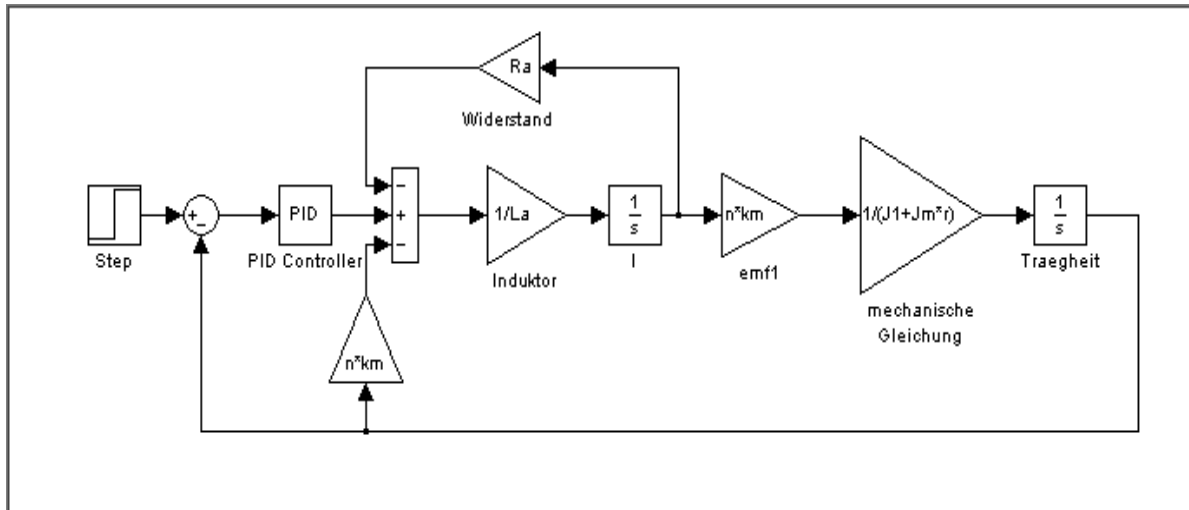 Ra
Widerstand
Step
+
−
PID
PID Controller
−
+
−
1/La
Induktor
1
s
I
n*km
emf1
1/(J1+Jm*r)
mechanische
Gleichung
1
s
Traegheit
n*km